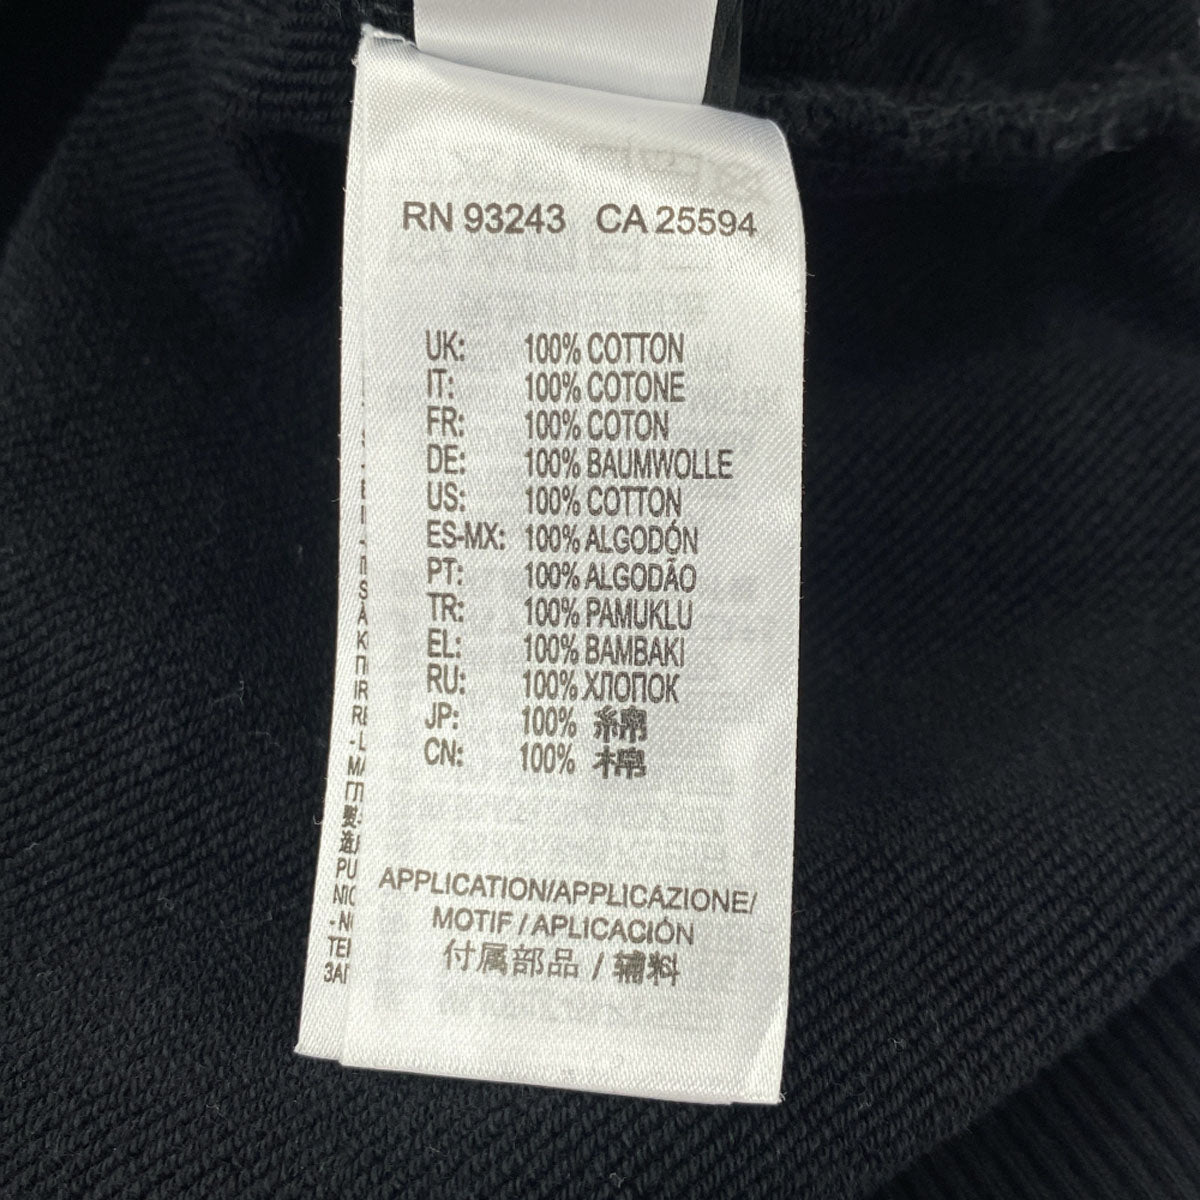 RN 93243 CA 25594
UK: 100% COTTON
IT: 100% COTONE
FR: 100% COTON
DE: 100% BAUMWOLLE
US: 100% COTTON
ES-MX: 100% ALGODÓN
PT: 100% ALGODÃO
TR: 100% PAMUKLU
EL: 100% BAMBAKI
RU: 100% ХЛОПОК
JP: 100% 綿
CN: 100% 棉
APPLICATION/APPLICAZIONE/
MOTIF / APLICACIÓN
付属部品 / 辅料